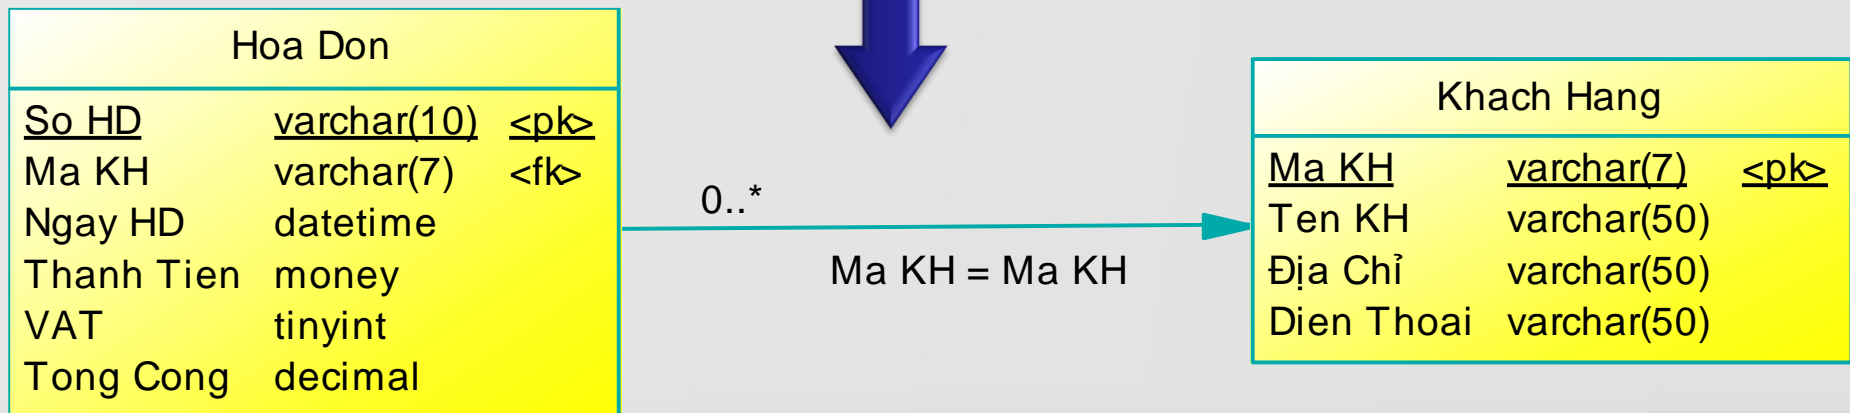 Hoa Don
So HD varchar(10) <pk>
Ma KH varchar(7) <fk>
Ngay HD datetime
Thanh Tien money
VAT tinyint
Tong Cong decimal
0..*
Ma KH = Ma KH
Khach Hang
Ma KH varchar(7) <pk>
Ten KH varchar(50)
Địa Chỉ varchar(50)
Dien Thoai varchar(50)